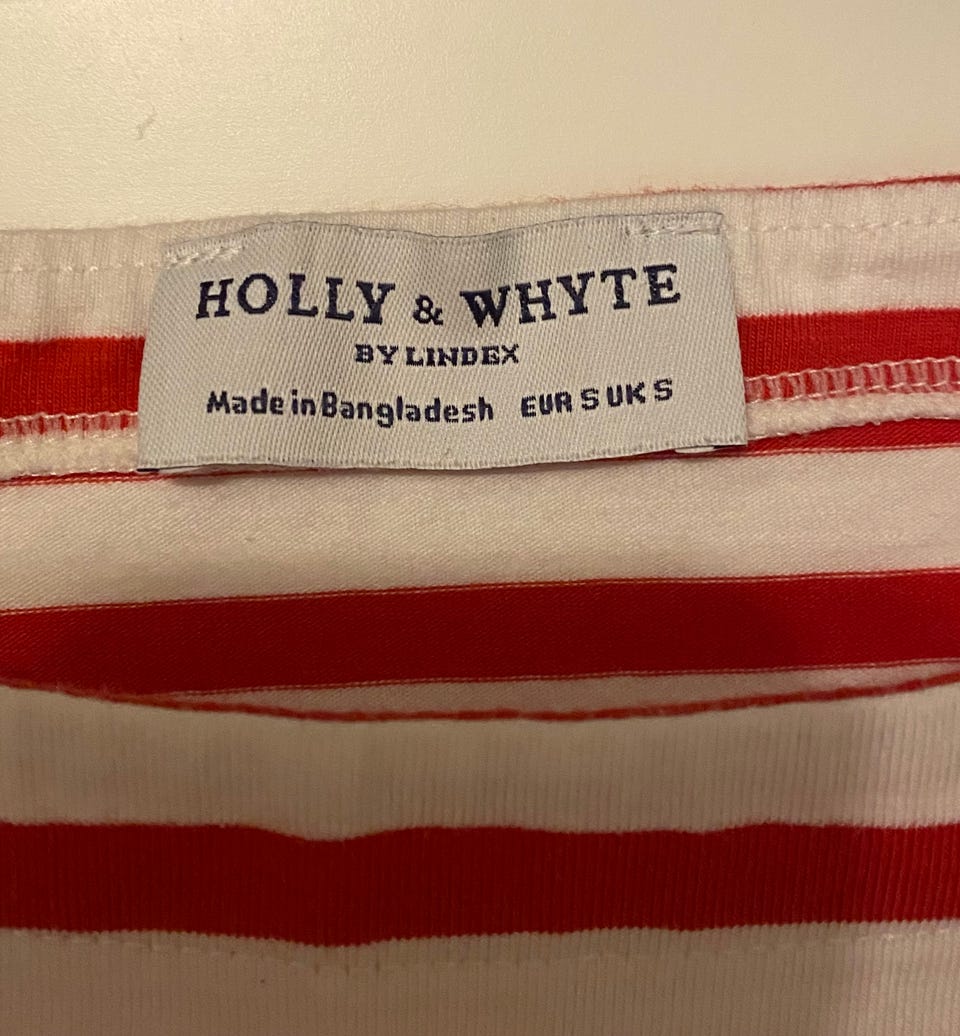 HOLLY & WHYTE
BY LINDEX
Made in Bangladesh EUR S UK S